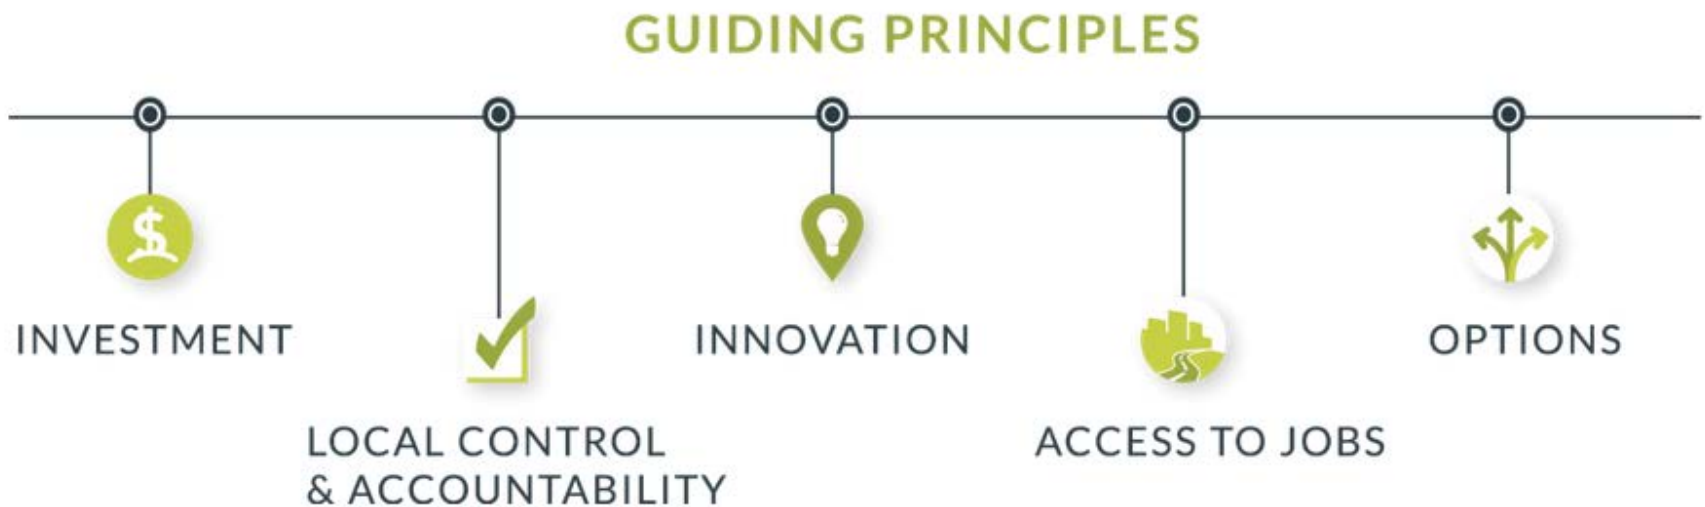 GUIDING PRINCIPLES
INVESTMENT
LOCAL CONTROL
& ACCOUNTABILITY
INNOVATION
ACCESS TO JOBS
OPTIONS